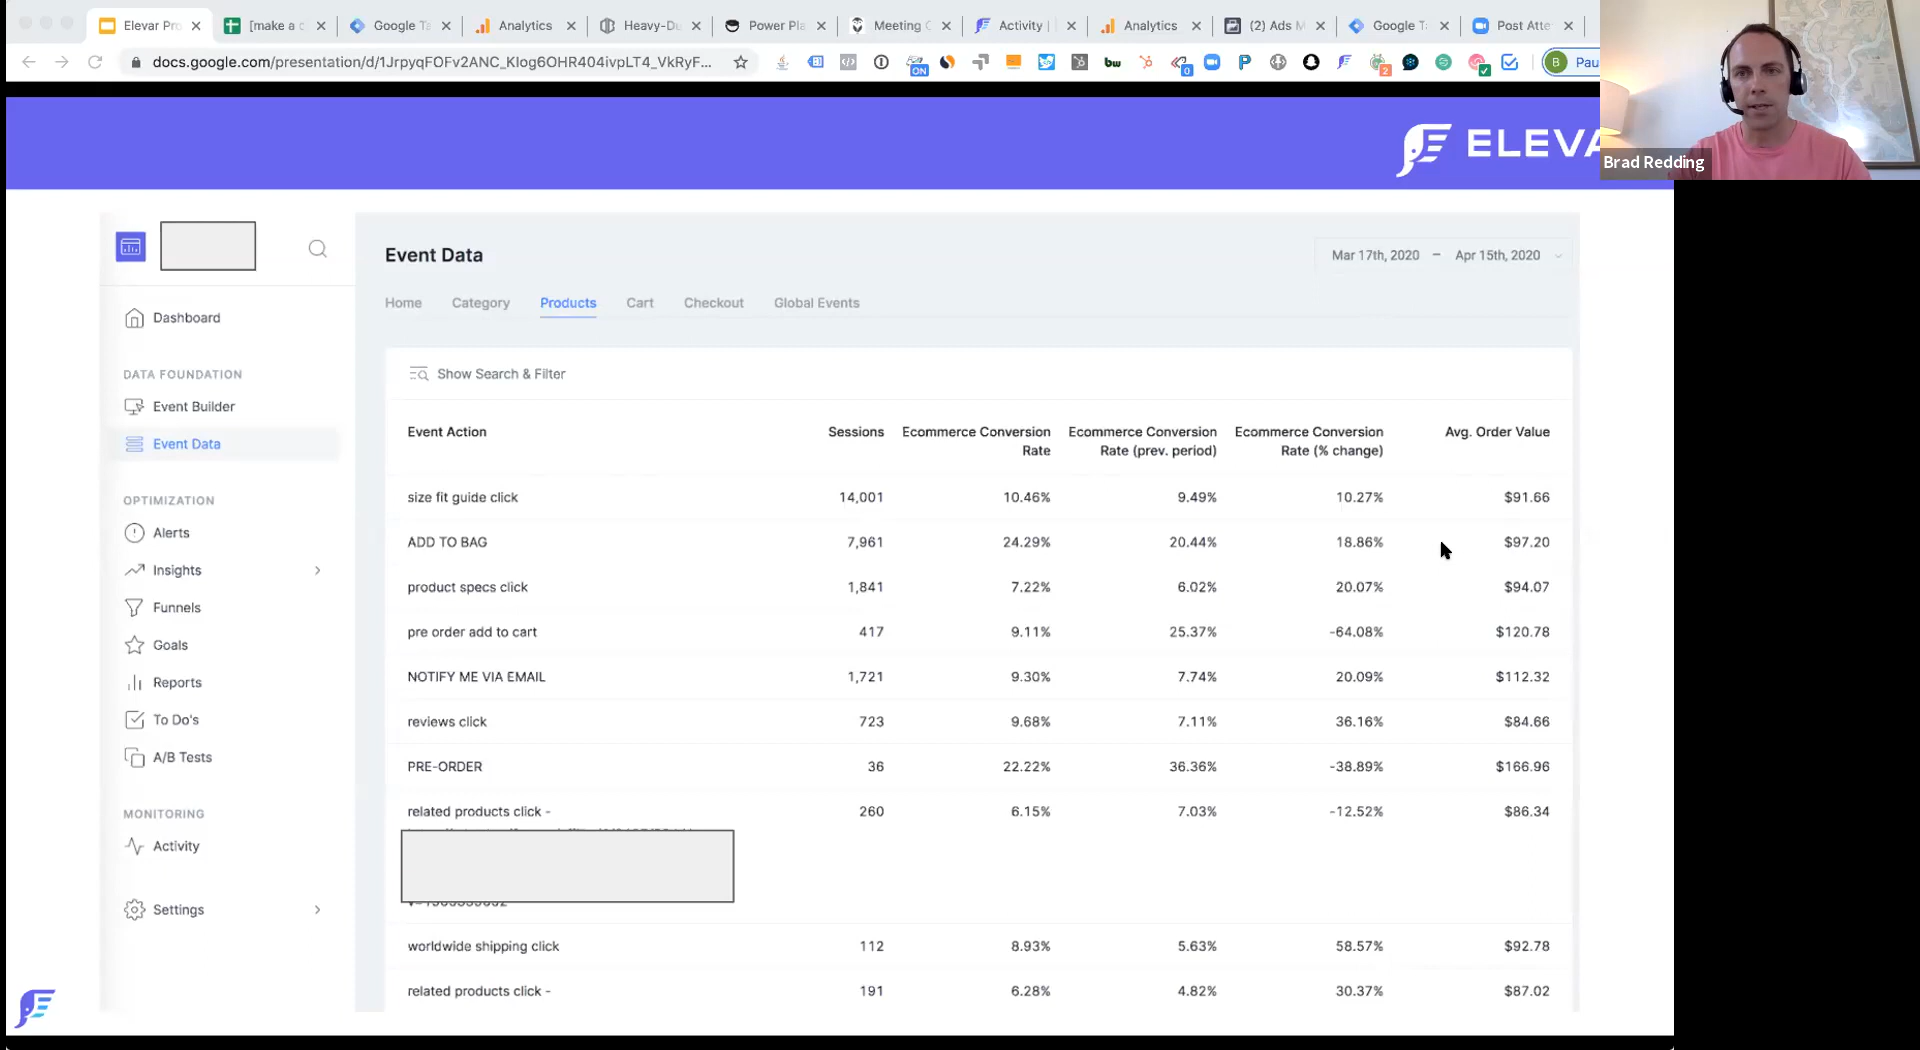 Elevar Pro
[make a c
Google Ta
Analytics
Heavy-Du
Power Pla
Meeting
Activity |
Analytics
(2) Ads M
Google Ta
Post Atte
docs.google.com/presentation/d/1JrpyqFOFv2ANC_Klog6OHR404ivpLT4_VkRyF...
ON
bw
0
P
2
B
Pau
ELEVA
Brad Redding
Event Data
Mar 17th, 2020 – Apr 15th, 2020
Home Category Products Cart Checkout Global Events
Dashboard
DATA FOUNDATION
Event Builder
Event Data
OPTIMIZATION
Alerts
Insights
Funnels
Goals
Reports
To Do's
A/B Tests
MONITORING
Activity
Settings
Show Search & Filter
Event Action Sessions Ecommerce Conversion Ecommerce Conversion Ecommerce Conversion Avg. Order Value
Rate Rate (prev. period) Rate (% change)
size fit guide click 14,001 10.46% 9.49% 10.27% $91.66
ADD TO BAG 7,961 24.29% 20.44% 18.86% $97.20
product specs click 1,841 7.22% 6.02% 20.07% $94.07
pre order add to cart 417 9.11% 25.37% -64.08% $120.78
NOTIFY ME VIA EMAIL 1,721 9.30% 7.74% 20.09% $112.32
reviews click 723 9.68% 7.11% 36.16% $84.66
PRE-ORDER 36 22.22% 36.36% -38.89% $166.96
related products click - 260 6.15% 7.03% -12.52% $86.34
worldwide shipping click 112 8.93% 5.63% 58.57% $92.78
related products click - 191 6.28% 4.82% 30.37% $87.02